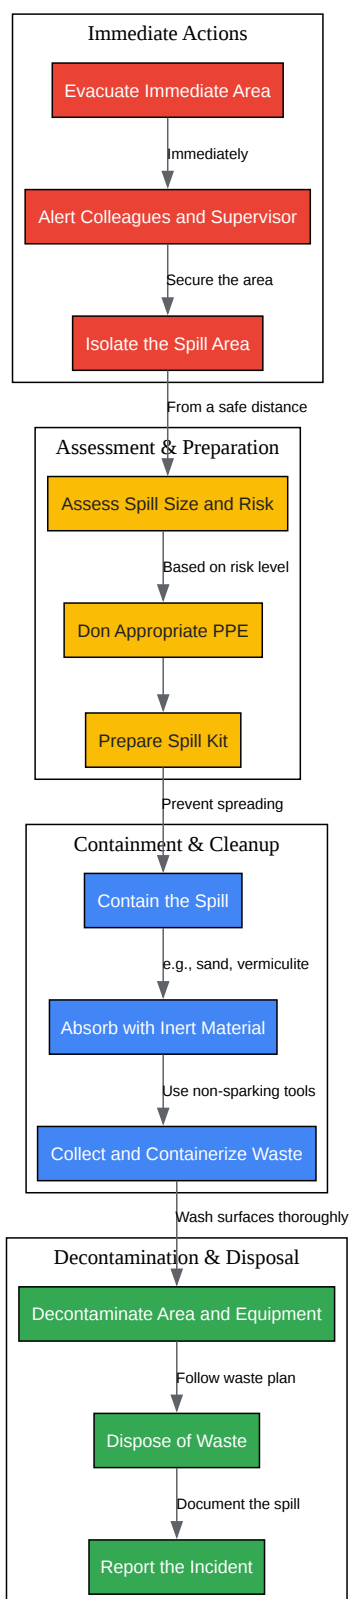 Immediate Actions
Evacuate Immediate Area
Immediately
Alert Colleagues and Supervisor
Secure the area
Isolate the Spill Area
From a safe distance
Assessment & Preparation
Assess Spill Size and Risk
Based on risk level
Don Appropriate PPE
Prepare Spill Kit
Prevent spreading
Containment & Cleanup
Contain the Spill
e.g., sand, vermiculite
Absorb with Inert Material
Use non-sparking tools
Collect and Containerize Waste
Wash surfaces thoroughly
Decontamination & Disposal
Decontaminate Area and Equipment
Follow waste plan
Dispose of Waste
Document the spill
Report the Incident